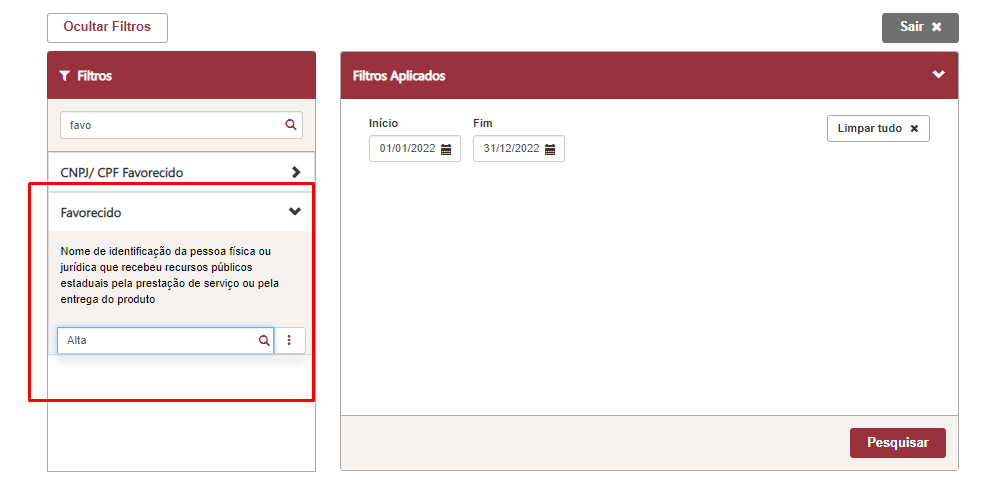 Ocultar Filtros
Sair ✖
Filtros
favo
CNPJ/ CPF Favorecido
Favorecido
Nome de identificação da pessoa física ou
jurídica que recebeu recursos públicos
estaduais pela prestação de serviço ou pela
entrega do produto
Alta
Filtros Aplicados
Início
Fim
01/01/2022
31/12/2022
Limpar tudo ✖
Pesquisar